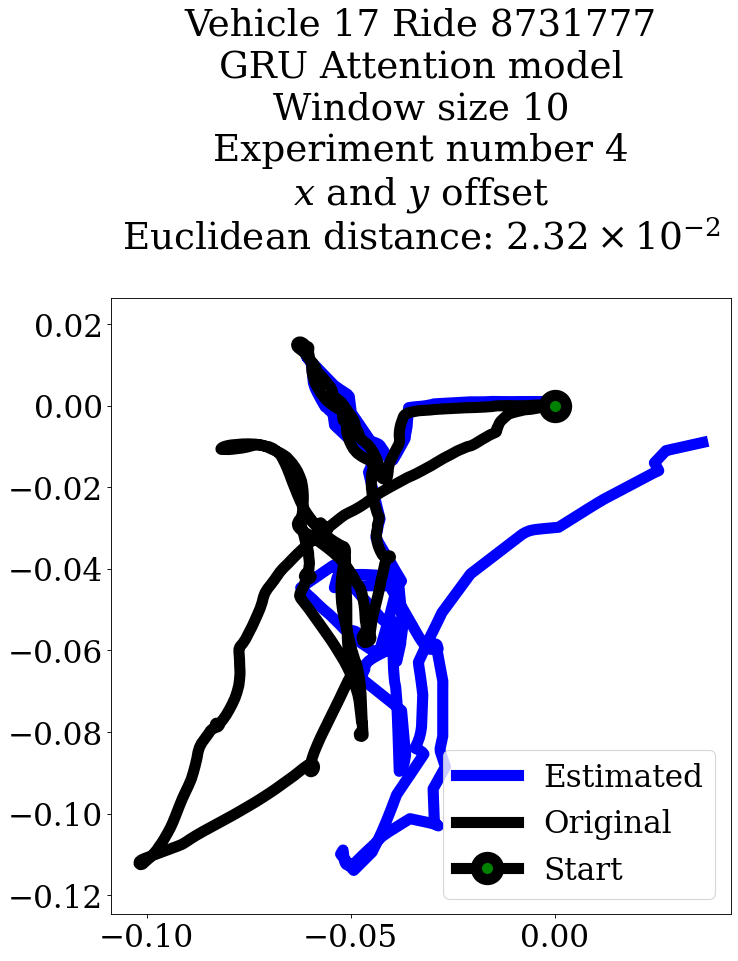 Vehicle 17 Ride 8731777
GRU Attention model
Window size 10
Experiment number 4
x and y offset
Euclidean distance: 2.32 × 10⁻²
0.02
0.00
−0.02
−0.04
−0.06
−0.08
−0.10
−0.12
Estimated
Original
Start
−0.10
−0.05
0.00